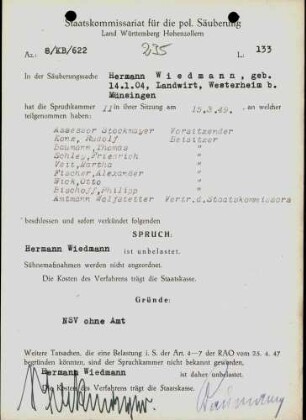 Staatskommissariat für die pol. Säuberung
Land Württemberg Hohenzollern
Az: 8/KB/622 235 L: 133
In der Säuberungssache Hermann Wiedmann, geb.
14.1.04, Landwirt, Westerheim b.
Münsingen
hat die Spruchkammer II in ihrer Sitzung am 15.3.49. an welcher
teilgenommen haben:
Assessor Stockmayer Vorsitzender
Konz, Rudolf Beisitzer
Baumann, Thomas "
Schley, Friedrich "
Veit, Martha "
Fischer, Alexander "
Wick, Otto "
Bischoff, Philipp "
Amtmann Wolfstetter Vertr.d.Staatskommissars
beschlossen und sofort verkündet folgenden
SPRUCH:
Hermann Wiedmann ist unbelastet.
Sühnemaßnahmen werden nicht angeordnet.
Die Kosten des Verfahrens trägt die Staatskasse.
Gründe:
NSV ohne Amt
Weitere Tatsachen, die eine Belastung i. S. der Art. 4—7 der RAO vom 25. 4. 47
begründen könnten, sind der Spruchkammer nicht bekannt geworden.
Hermann Wiedmann ist daher unbelastet.
Die Kosten des Verfahrens trägt die Staatskasse.